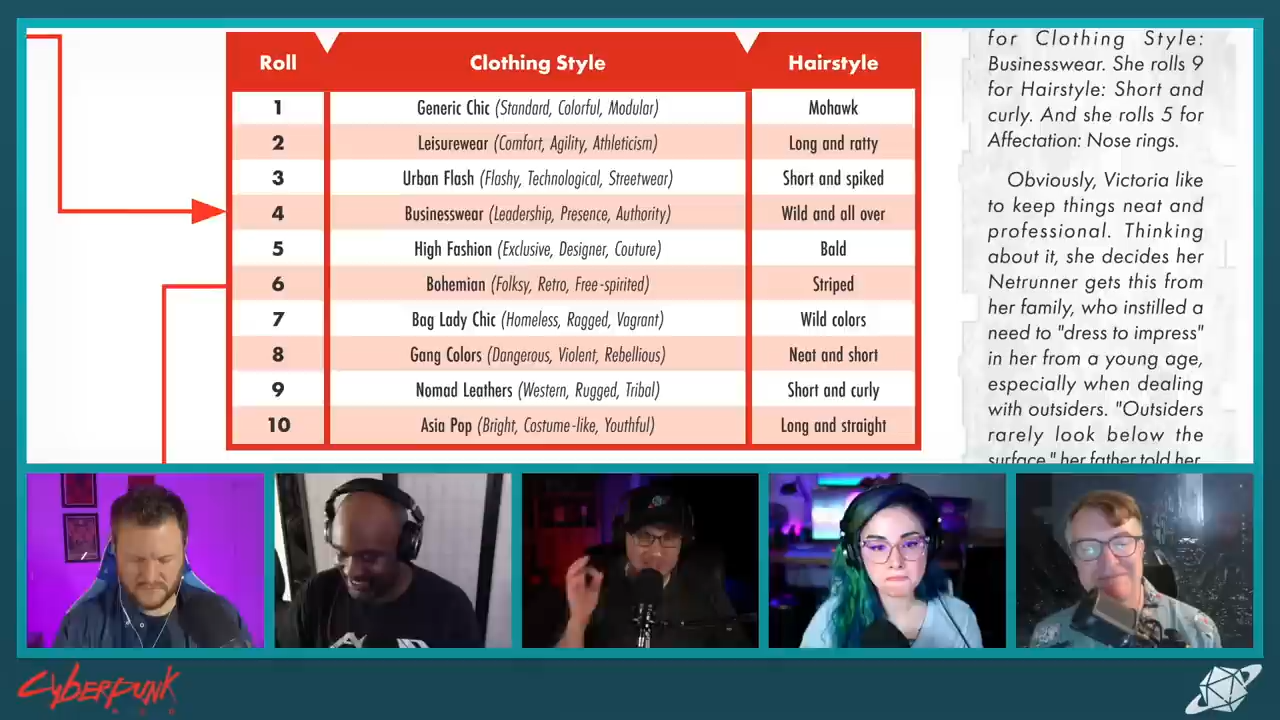 Roll Clothing Style Hairstyle
1 Generic Chic (Standard, Colorful, Modular) Mohawk
2 Leisurewear (Comfort, Agility, Athleticism) Long and ratty
3 Urban Flash (Flashy, Technological, Streetwear) Short and spiked
4 Businesswear (Leadership, Presence, Authority) Wild and all over
5 High Fashion (Exclusive, Designer, Couture) Bald
6 Bohemian (Folksy, Retro, Free-spirited) Striped
7 Bag Lady Chic (Homeless, Ragged, Vagrant) Wild colors
8 Gang Colors (Dangerous, Violent, Rebellious) Neat and short
9 Nomad Leathers (Western, Rugged, Tribal) Short and curly
10 Asia Pop (Bright, Costume-like, Youthful) Long and straight
for Clothing Style:
Businesswear. She rolls 9
for Hairstyle: Short and
curly. And she rolls 5 for
Affectation: Nose rings.
Obviously, Victoria like
to keep things neat and
professional. Thinking
about it, she decides her
Netrunner gets this from
her family, who instilled a
need to "dress to impress"
in her from a young age,
especially when dealing
with outsiders. "Outsiders
rarely look below the
surface," her father told her
CYBERPUNK
RED